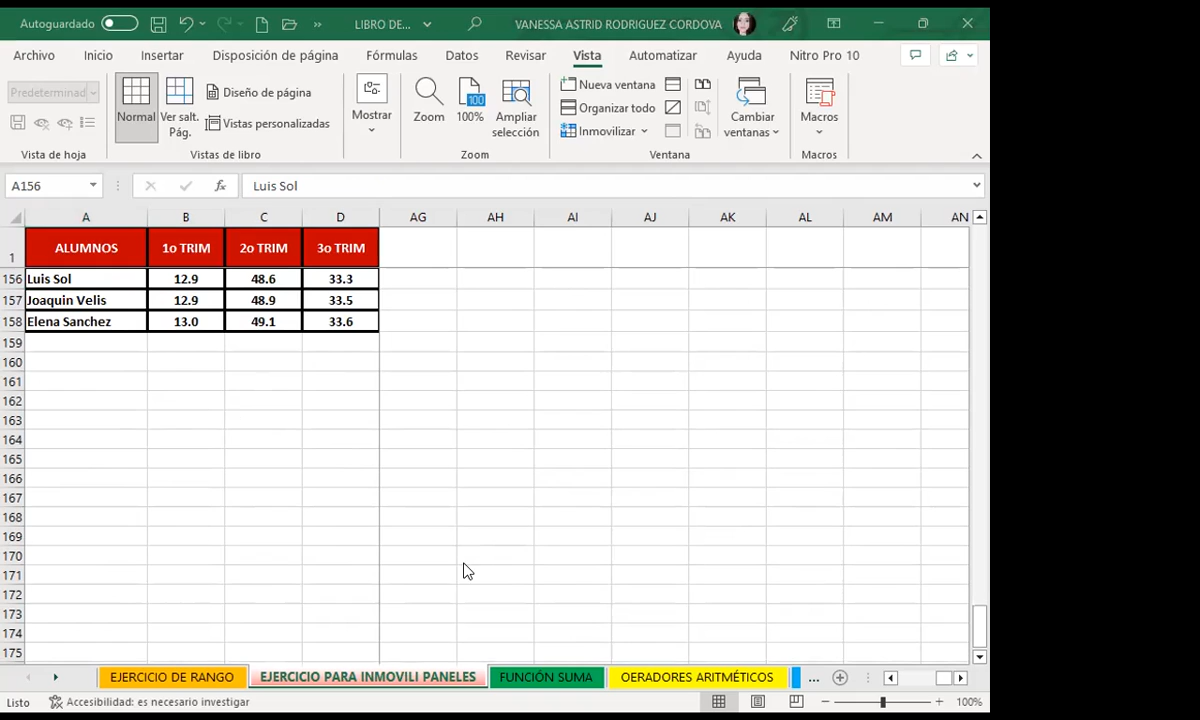 Autoguardado LIBRO DE... VANESSA ASTRID RODRIGUEZ CORDOVA
Archivo Inicio Insertar Disposición de página Fórmulas Datos Revisar Vista Automatizar Ayuda Nitro Pro 10
Predeterminad
Normal
Ver salt. Pág.
Diseño de página
Vistas personalizadas
Mostrar
Zoom
100
100%
Ampliar selección
Nueva ventana
Organizar todo
Inmovilizar
Cambiar ventanas
Macros
Vista de hoja Vistas de libro Zoom Ventana Macros
A156 fx Luis Sol
A B C D AG AH AI AJ AK AL AM AN
1 ALUMNOS 1o TRIM 2o TRIM 3o TRIM
156 Luis Sol 12.9 48.6 33.3
157 Joaquin Velis 12.9 48.9 33.5
158 Elena Sanchez 13.0 49.1 33.6
159
160
161
162
163
164
165
166
167
168
169
170
171
172
173
174
175
EJERCICIO DE RANGO EJERCICIO PARA INMOVILI PANELES FUNCIÓN SUMA OERADORES ARITMÉTICOS ...
Listo Accesibilidad: es necesario investigar 100%